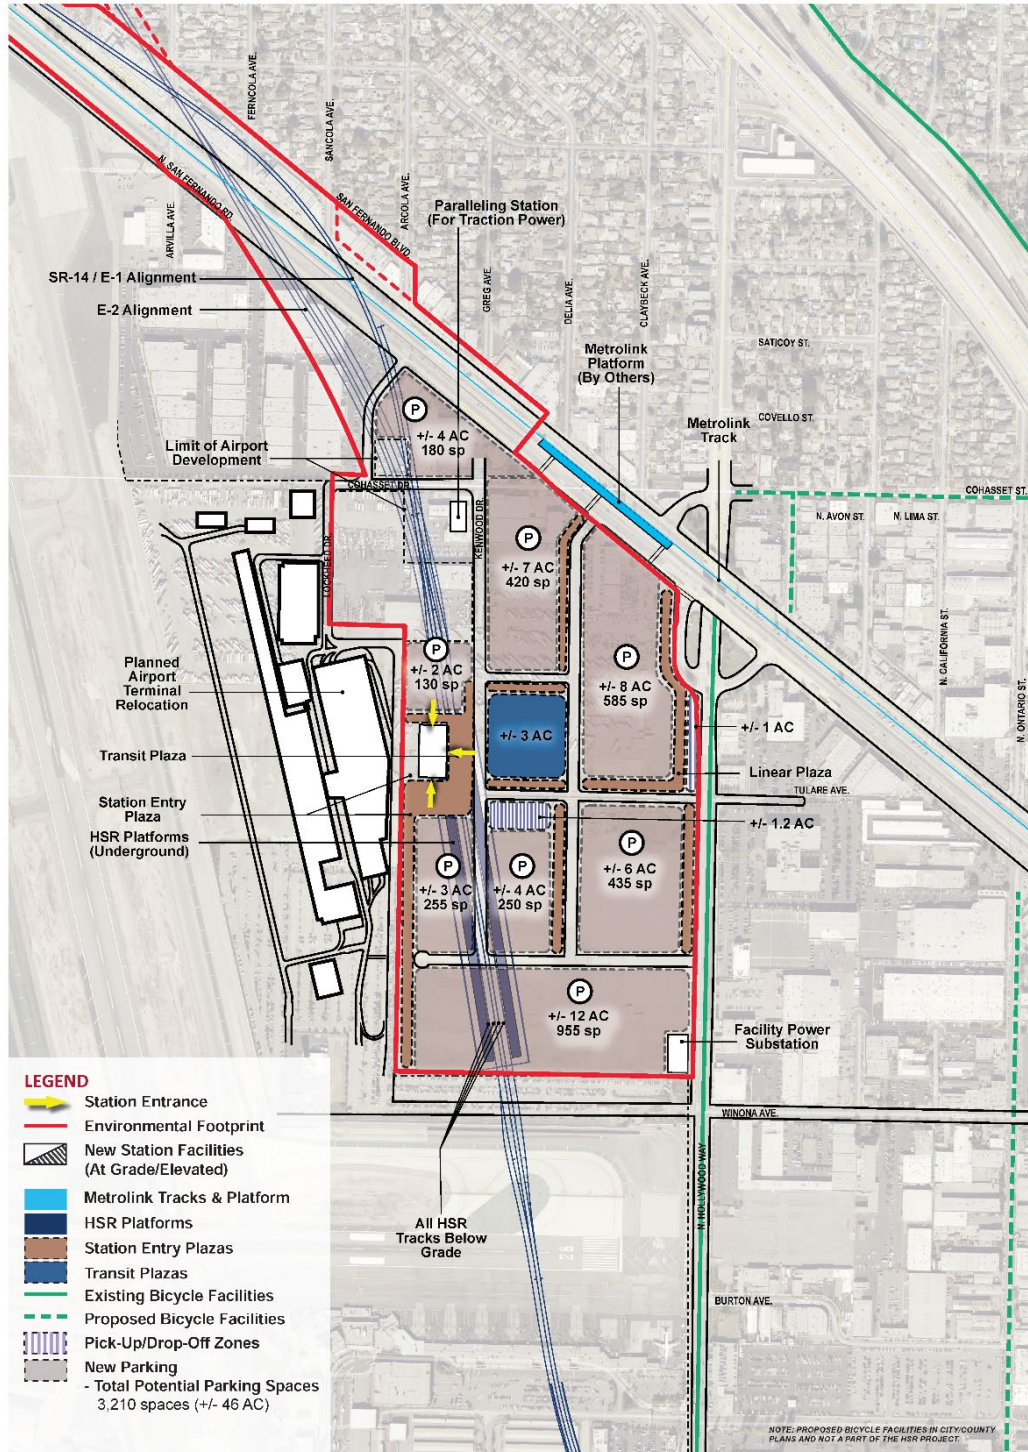 FERNCOLA AVE.
SANCOLA AVE.
ARCOLA AVE.
N. SAN FERNANDO RD.
SAN FERNANDO BLVD.
ARVILLA AVE.
Paralleling Station
(For Traction Power)
GREG AVE.
DELIA AVE.
CLAYBECK AVE.
SR-14 / E-1 Alignment
E-2 Alignment
SATICOY ST.
Metrolink
Platform
(By Others)
COVELLO ST.
Metrolink
Track
P
+/- 4 AC
180 sp
Limit of Airport
Development
COHASSET DR.
COHASSET ST.
KENWOOD DR.
LOCKHEED DR.
N. AVON ST.
N. LIMA ST.
P
+/- 7 AC
420 sp
N. CALIFORNIA ST.
N. ONTARIO ST.
P
+/- 2 AC
130 sp
P
+/- 8 AC
585 sp
Planned
Airport
Terminal
Relocation
+/- 3 AC
+/- 1 AC
Transit Plaza
Linear Plaza
TULARE AVE.
Station Entry
Plaza
HSR Platforms
(Underground)
+/- 1.2 AC
P
+/- 3 AC
255 sp
P
+/- 4 AC
250 sp
P
+/- 6 AC
435 sp
P
+/- 12 AC
955 sp
Facility Power
Substation
WINONA AVE.
N. HOLLYWOOD WAY
All HSR
Tracks Below
Grade
26
BURTON AVE.
LEGEND
Station Entrance
Environmental Footprint
New Station Facilities
(At Grade/Elevated)
Metrolink Tracks & Platform
HSR Platforms
Station Entry Plazas
Transit Plazas
Existing Bicycle Facilities
Proposed Bicycle Facilities
Pick-Up/Drop-Off Zones
New Parking
- Total Potential Parking Spaces
3,210 spaces (+/- 46 AC)
NOTE: PROPOSED BICYCLE FACILITIES IN CITY/COUNTY
PLANS AND NOT A PART OF THE HSR PROJECT.